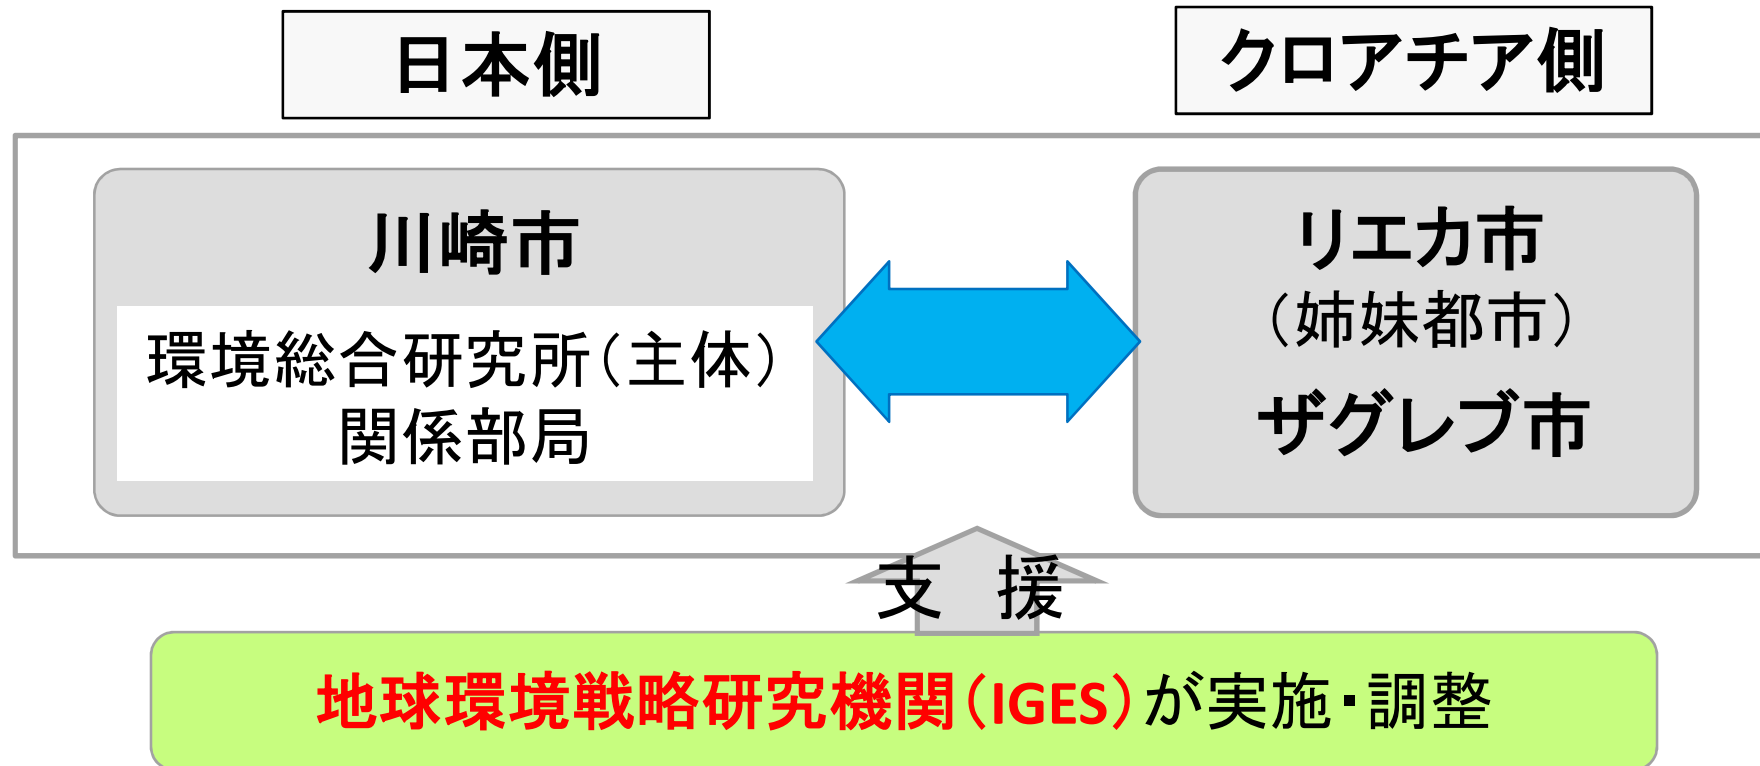 日本側
クロアチア側
川崎市
環境総合研究所(主体)
関係部局
リエカ市
(姉妹都市)
ザグレブ市
支　援
地球環境戦略研究機関(IGES)が実施・調整